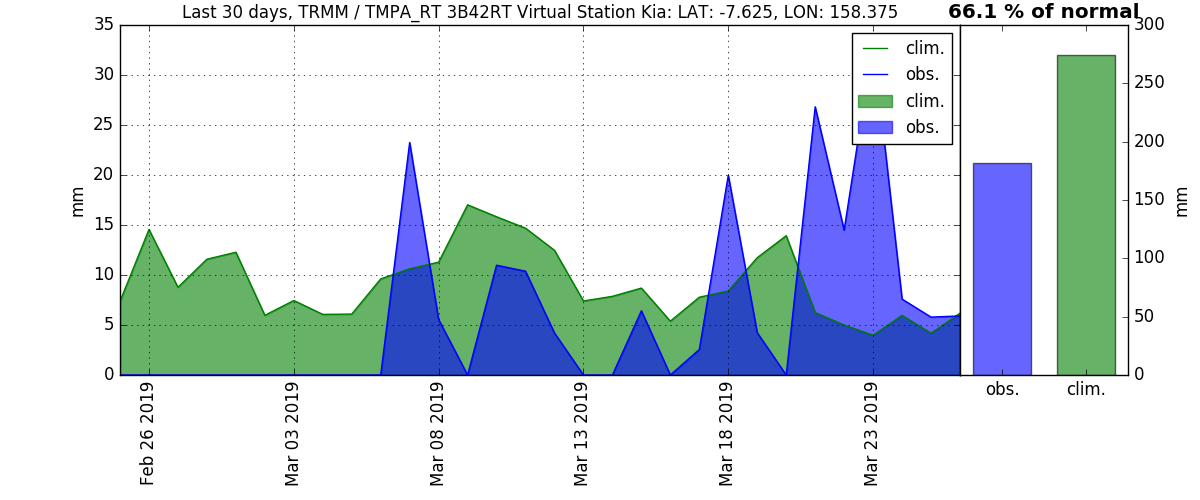 Last 30 days, TRMM / TMPA_RT 3B42RT Virtual Station Kia: LAT: -7.625, LON: 158.375
66.1 % of normal
35
30
25
20
15
10
5
0
mm
clim.
obs.
clim.
obs.
Feb 26 2019
Mar 03 2019
Mar 08 2019
Mar 13 2019
Mar 18 2019
Mar 23 2019
300
250
200
150
100
50
0
mm
obs.
clim.